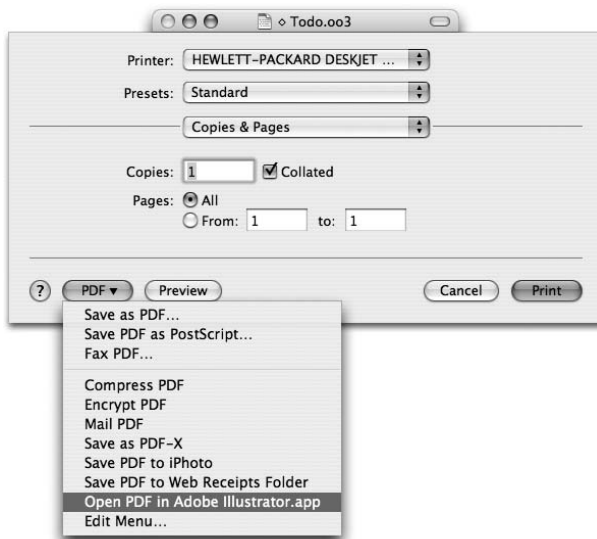 Todo.oo3
Printer: HEWLETT-PACKARD DESKJET ...
Presets: Standard
Copies & Pages
Copies: 1 Collated
Pages: All
From: 1 to: 1
? PDF▼ Preview Cancel Print
Save as PDF...
Save PDF as PostScript...
Fax PDF...
Compress PDF
Encrypt PDF
Mail PDF
Save as PDF-X
Save PDF to iPhoto
Save PDF to Web Receipts Folder
Open PDF in Adobe Illustrator.app
Edit Menu...